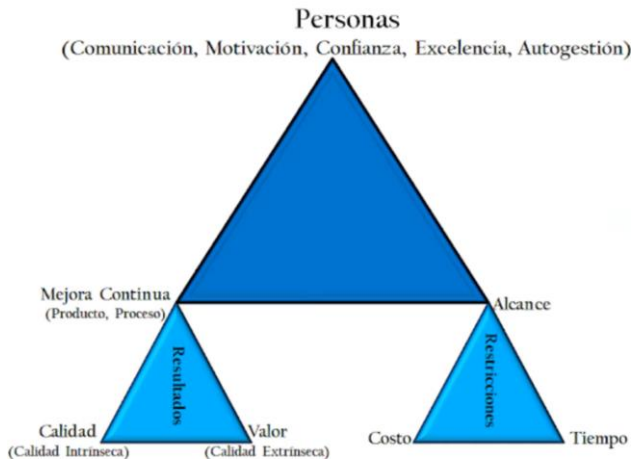 Personas
(Comunicación, Motivación, Confianza, Excelencia, Autogestión)
Mejora Continua
(Producto, Proceso)
Alcance
Resultados
Restricciones
Calidad
(Calidad Intrínseca)
Valor
(Calidad Extrínseca)
Costo
Tiempo